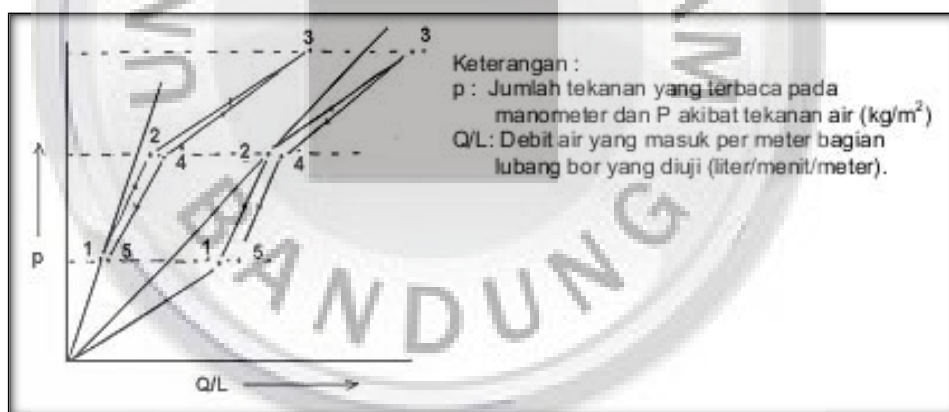 3
3
2
4
2
4
1
5
1
5
p
Q/L
Keterangan :
p : Jumlah tekanan yang terbaca pada
manometer dan P akibat tekanan air (kg/m²)
Q/L: Debit air yang masuk per meter bagian
lubang bor yang diuji (liter/menit/meter).
UN
M
BANDUNG